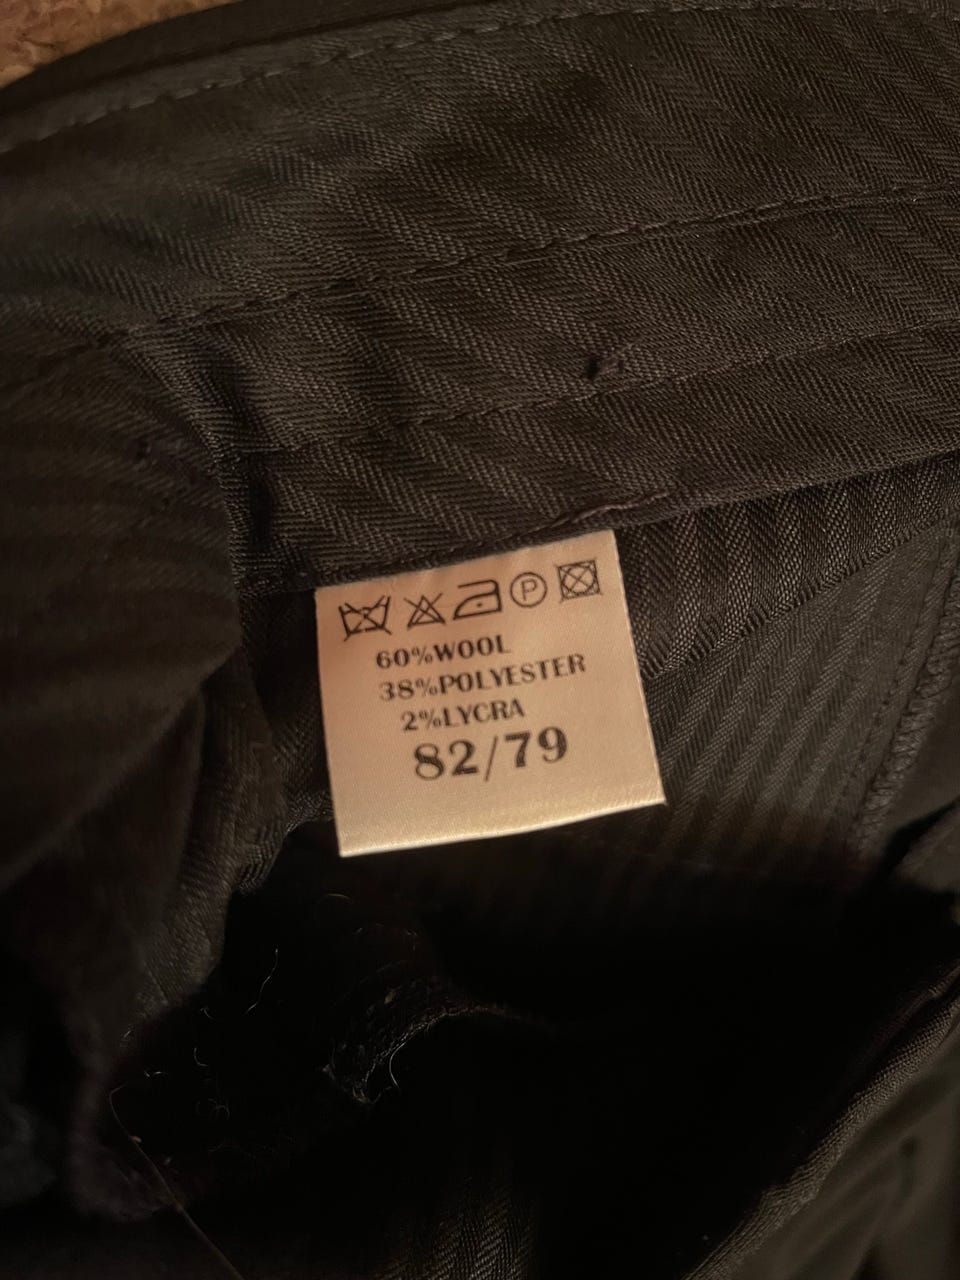 P
60%WOOL
38%POLYESTER
2%LYCRA
82/79